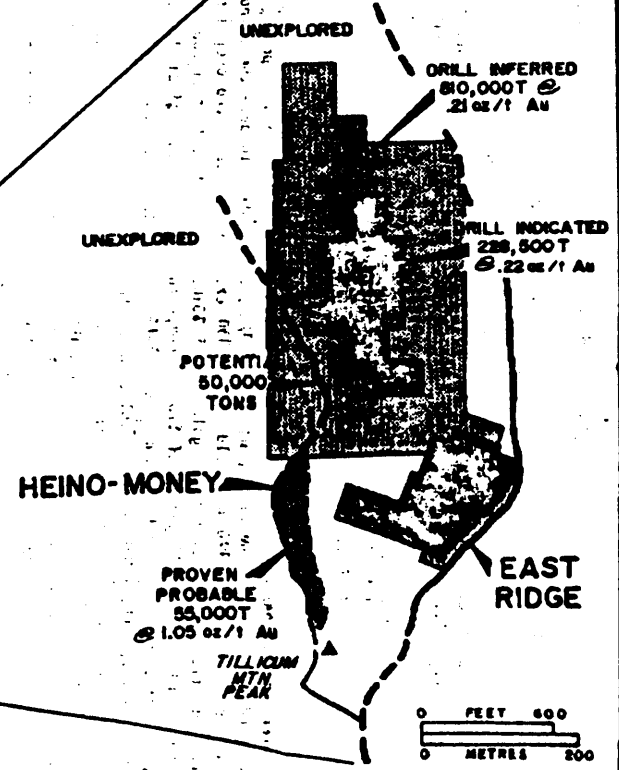 UNEXPLORED
DRILL INFERRED
810,000T @
.21 oz/t Au
UNEXPLORED
DRILL INDICATED
228,500T
@ .22 oz/t Au
POTENTIAL
50,000
TONS
HEINO-MONEY
EAST
RIDGE
PROVEN
PROBABLE
55,000T
@ 1.05 oz/t Au
TILLICUM
MTN
PEAK
0 FEET 600
0 METRES 200